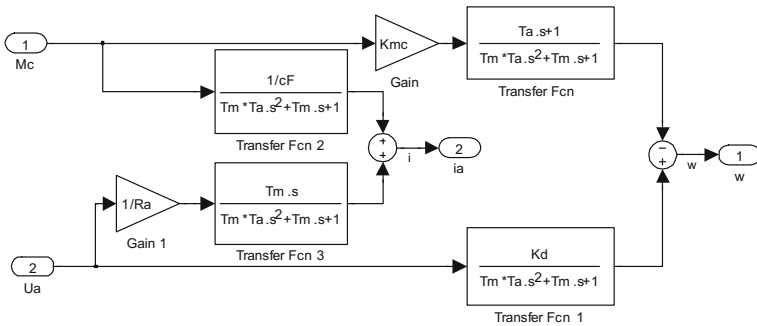 1
Mc
Kmc
Gain
Ta .s+1
Tm *Ta .s²+Tm .s+1
Transfer Fcn
1/cF
Tm *Ta .s²+Tm .s+1
Transfer Fcn 2
+
+
i
2
ia
−
+
w
1
w
1/Ra
Gain 1
Tm .s
Tm *Ta .s²+Tm .s+1
Transfer Fcn 3
2
Ua
Kd
Tm *Ta .s²+Tm .s+1
Transfer Fcn 1